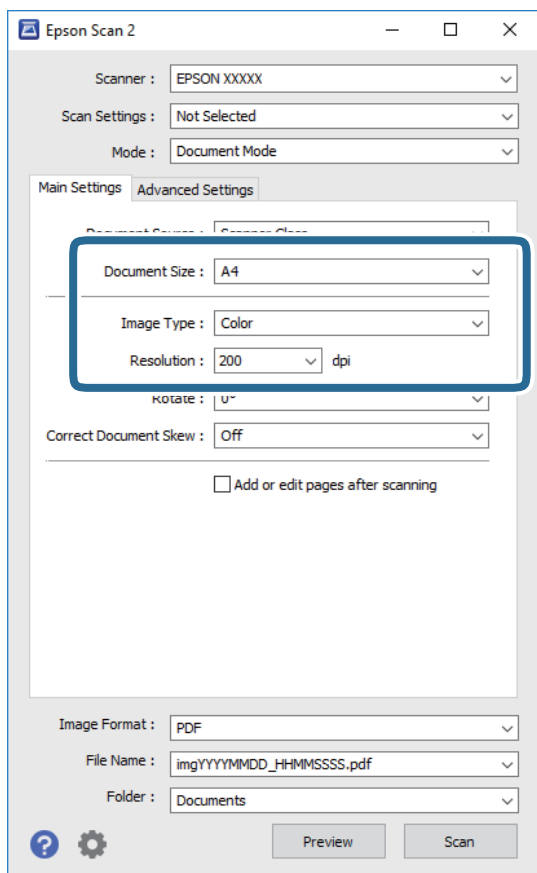 Epson Scan 2
Scanner : EPSON XXXXX
Scan Settings : Not Selected
Mode : Document Mode
Main Settings Advanced Settings
Document Size : A4
Image Type : Color
Resolution : 200 dpi
Rotate : 0°
Correct Document Skew : Off
Add or edit pages after scanning
Image Format : PDF
File Name : imgYYYYMMDD_HHMMSSSS.pdf
Folder : Documents
? Preview Scan